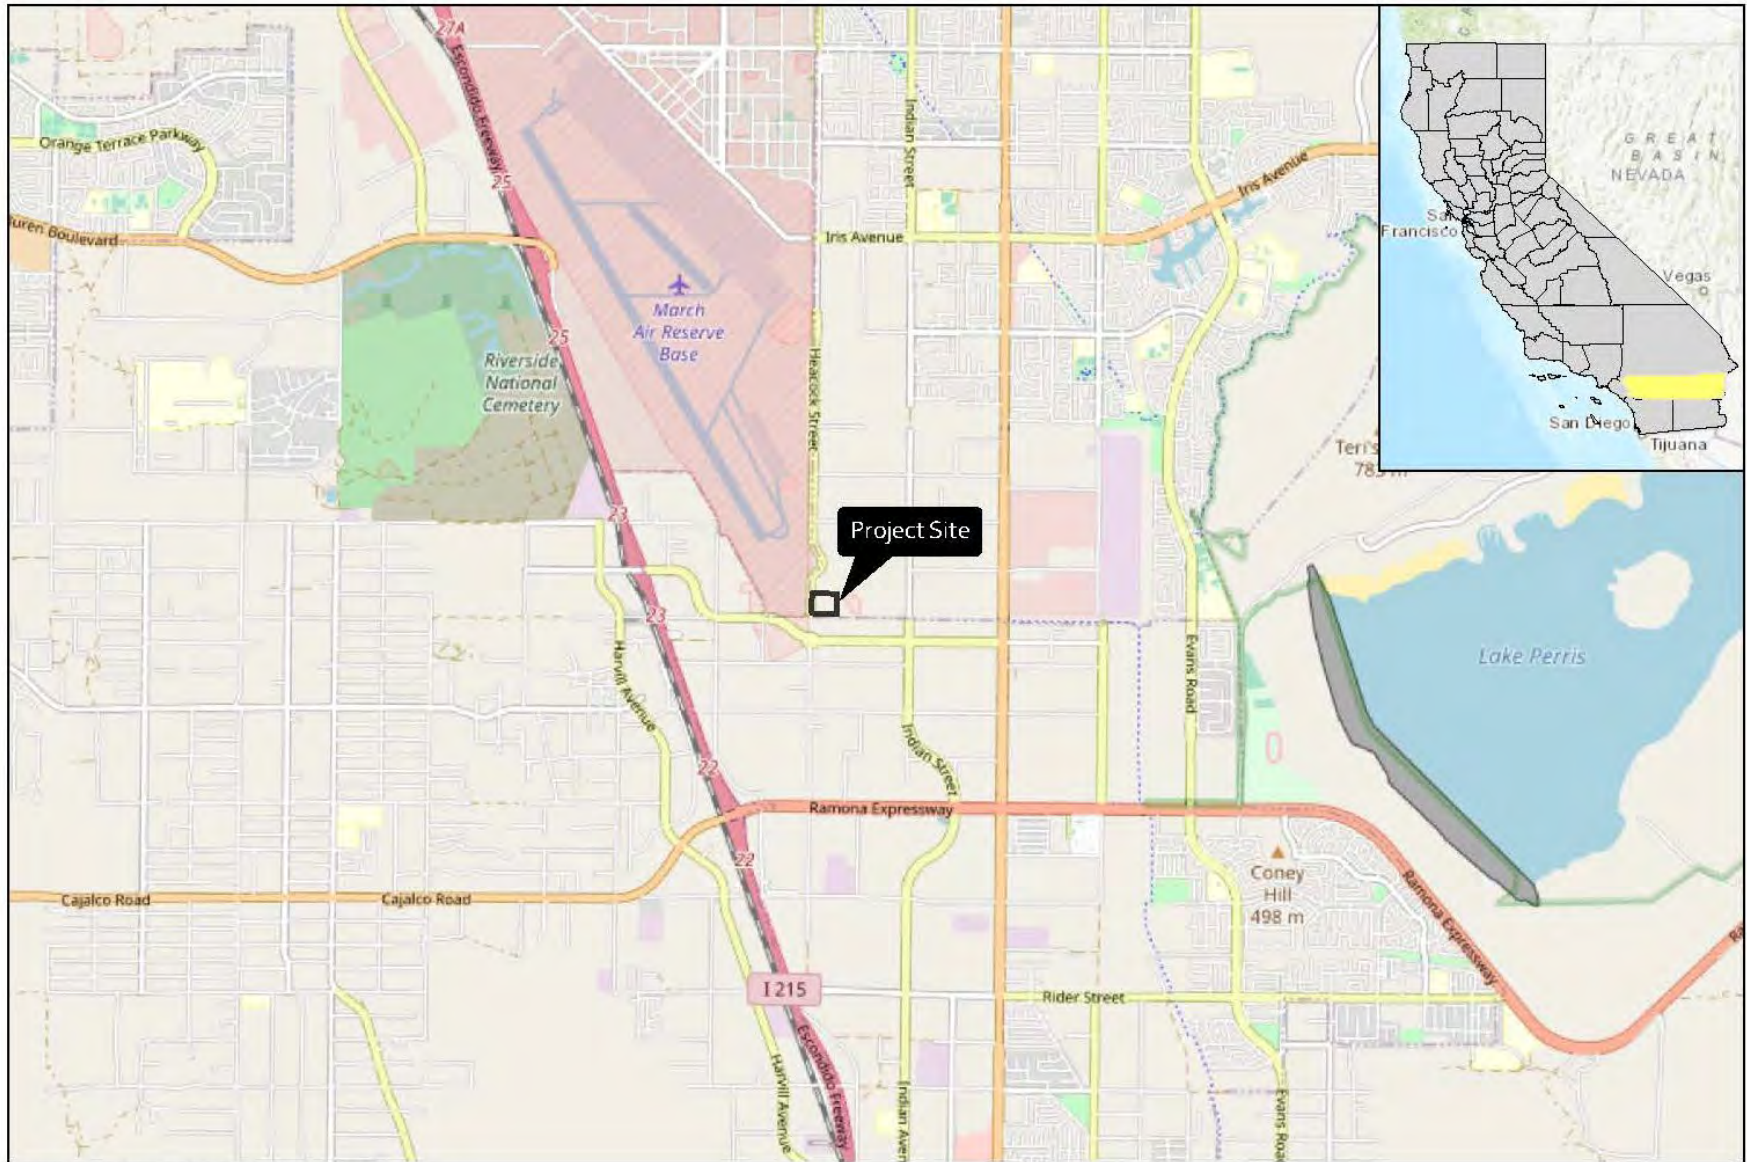 27A
Escondido Freeway
25
Orange Terrace Parkway
uren Boulevard
Indian Street
Iris Avenue
Iris Avenue
GREAT
BASIN
NEVADA
San
Francisco
Vegas
San Diego
Tijuana
25
March
Air Reserve
Base
Riverside
National
Cemetery
Heacock Street
Teri's
23
Project Site
23
Harvill Avenue
Evans Road
Lake Perris
22
Indian Street
Ramona Expressway
22
Coney
Hill
498 m
Cajalco Road
Cajalco Road
Ramona Expressway
I 215
Rider Street
Escondido Freeway
Harvill Avenue
Indian Aven
Evans Road